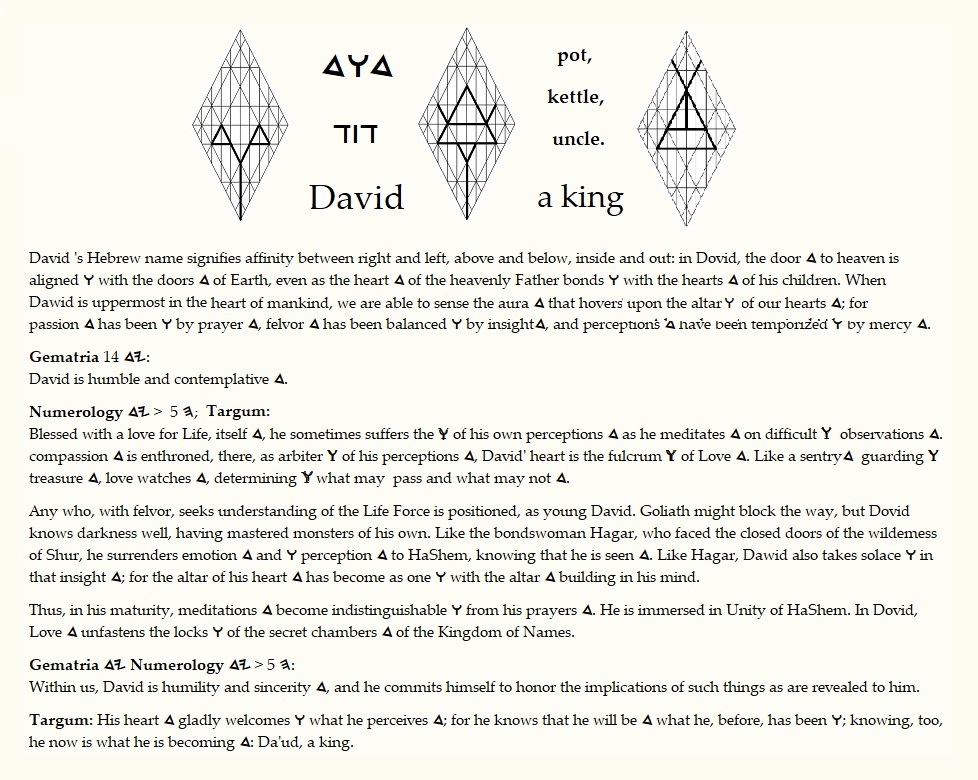 𐤃𐤅𐤃
pot,
kettle,
דוד
uncle.
David
a king
David 's Hebrew name signifies affinity between right and left, above and below, inside and out: in Dovid, the door 𐤃 to heaven is
aligned 𐤅 with the doors 𐤃 of Earth, even as the heart 𐤃 of the heavenly Father bonds 𐤅 with the hearts 𐤃 of his children. When
Dawid is uppermost in the heart of mankind, we are able to sense the aura 𐤃 that hovers upon the altar 𐤅 of our hearts 𐤃; for
passion 𐤃 has been 𐤅 by prayer 𐤃, felvor 𐤃 has been balanced 𐤅 by insight 𐤃, and perceptions 𐤃 have been temporized 𐤅 by mercy 𐤃.
Gematria 14 𐤉𐤃:
David is humble and contemplative 𐤃.
Numerology 𐤉𐤃 > 5 𐤄; Targum:
Blessed with a love for Life, itself 𐤃, he sometimes suffers the 𐤅 of his own perceptions 𐤃 as he meditates 𐤃 on difficult 𐤅 observations 𐤃.
compassion 𐤃 is enthroned, there, as arbiter 𐤅 of his perceptions 𐤃, David' heart is the fulcrum 𐤅 of Love 𐤃. Like a sentry 𐤃 guarding 𐤅
treasure 𐤃, love watches 𐤃, determining 𐤅 what may pass and what may not 𐤃.
Any who, with felvor, seeks understanding of the Life Force is positioned, as young David. Goliath might block the way, but Dovid
knows darkness well, having mastered monsters of his own. Like the bondswoman Hagar, who faced the closed doors of the wilderness
of Shur, he surrenders emotion 𐤃 and 𐤅 perception 𐤃 to HaShem, knowing that he is seen 𐤃. Like Hagar, Dawid also takes solace 𐤅 in
that insight 𐤃; for the altar of his heart 𐤃 has become as one 𐤅 with the altar 𐤃 building in his mind.
Thus, in his maturity, meditations 𐤃 become indistinguishable 𐤅 from his prayers 𐤃. He is immersed in Unity of HaShem. In Dovid,
Love 𐤃 unfastens the locks 𐤅 of the secret chambers 𐤃 of the Kingdom of Names.
Gematria 𐤉𐤃 Numerology 𐤉𐤃 > 5 𐤄:
Within us, David is humility and sincerity 𐤃, and he commits himself to honor the implications of such things as are revealed to him.
Targum: His heart 𐤃 gladly welcomes 𐤅 what he perceives 𐤃; for he knows that he will be 𐤃 what he, before, has been 𐤅; knowing, too,
he now is what he is becoming 𐤃: Da'ud, a king.